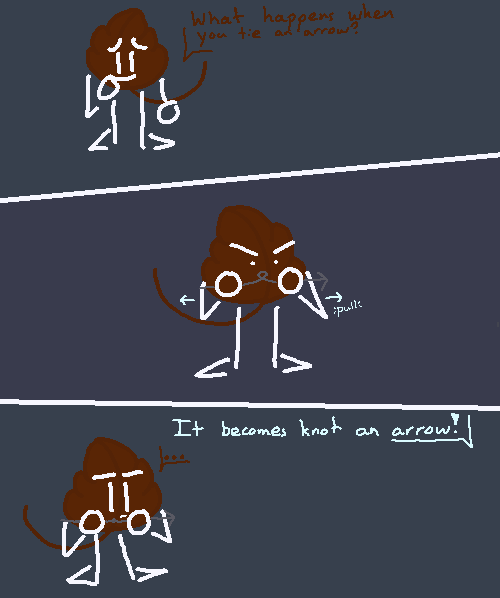 What happens when
you tie an arrow?
:pull:
It becomes knot an arrow!
...